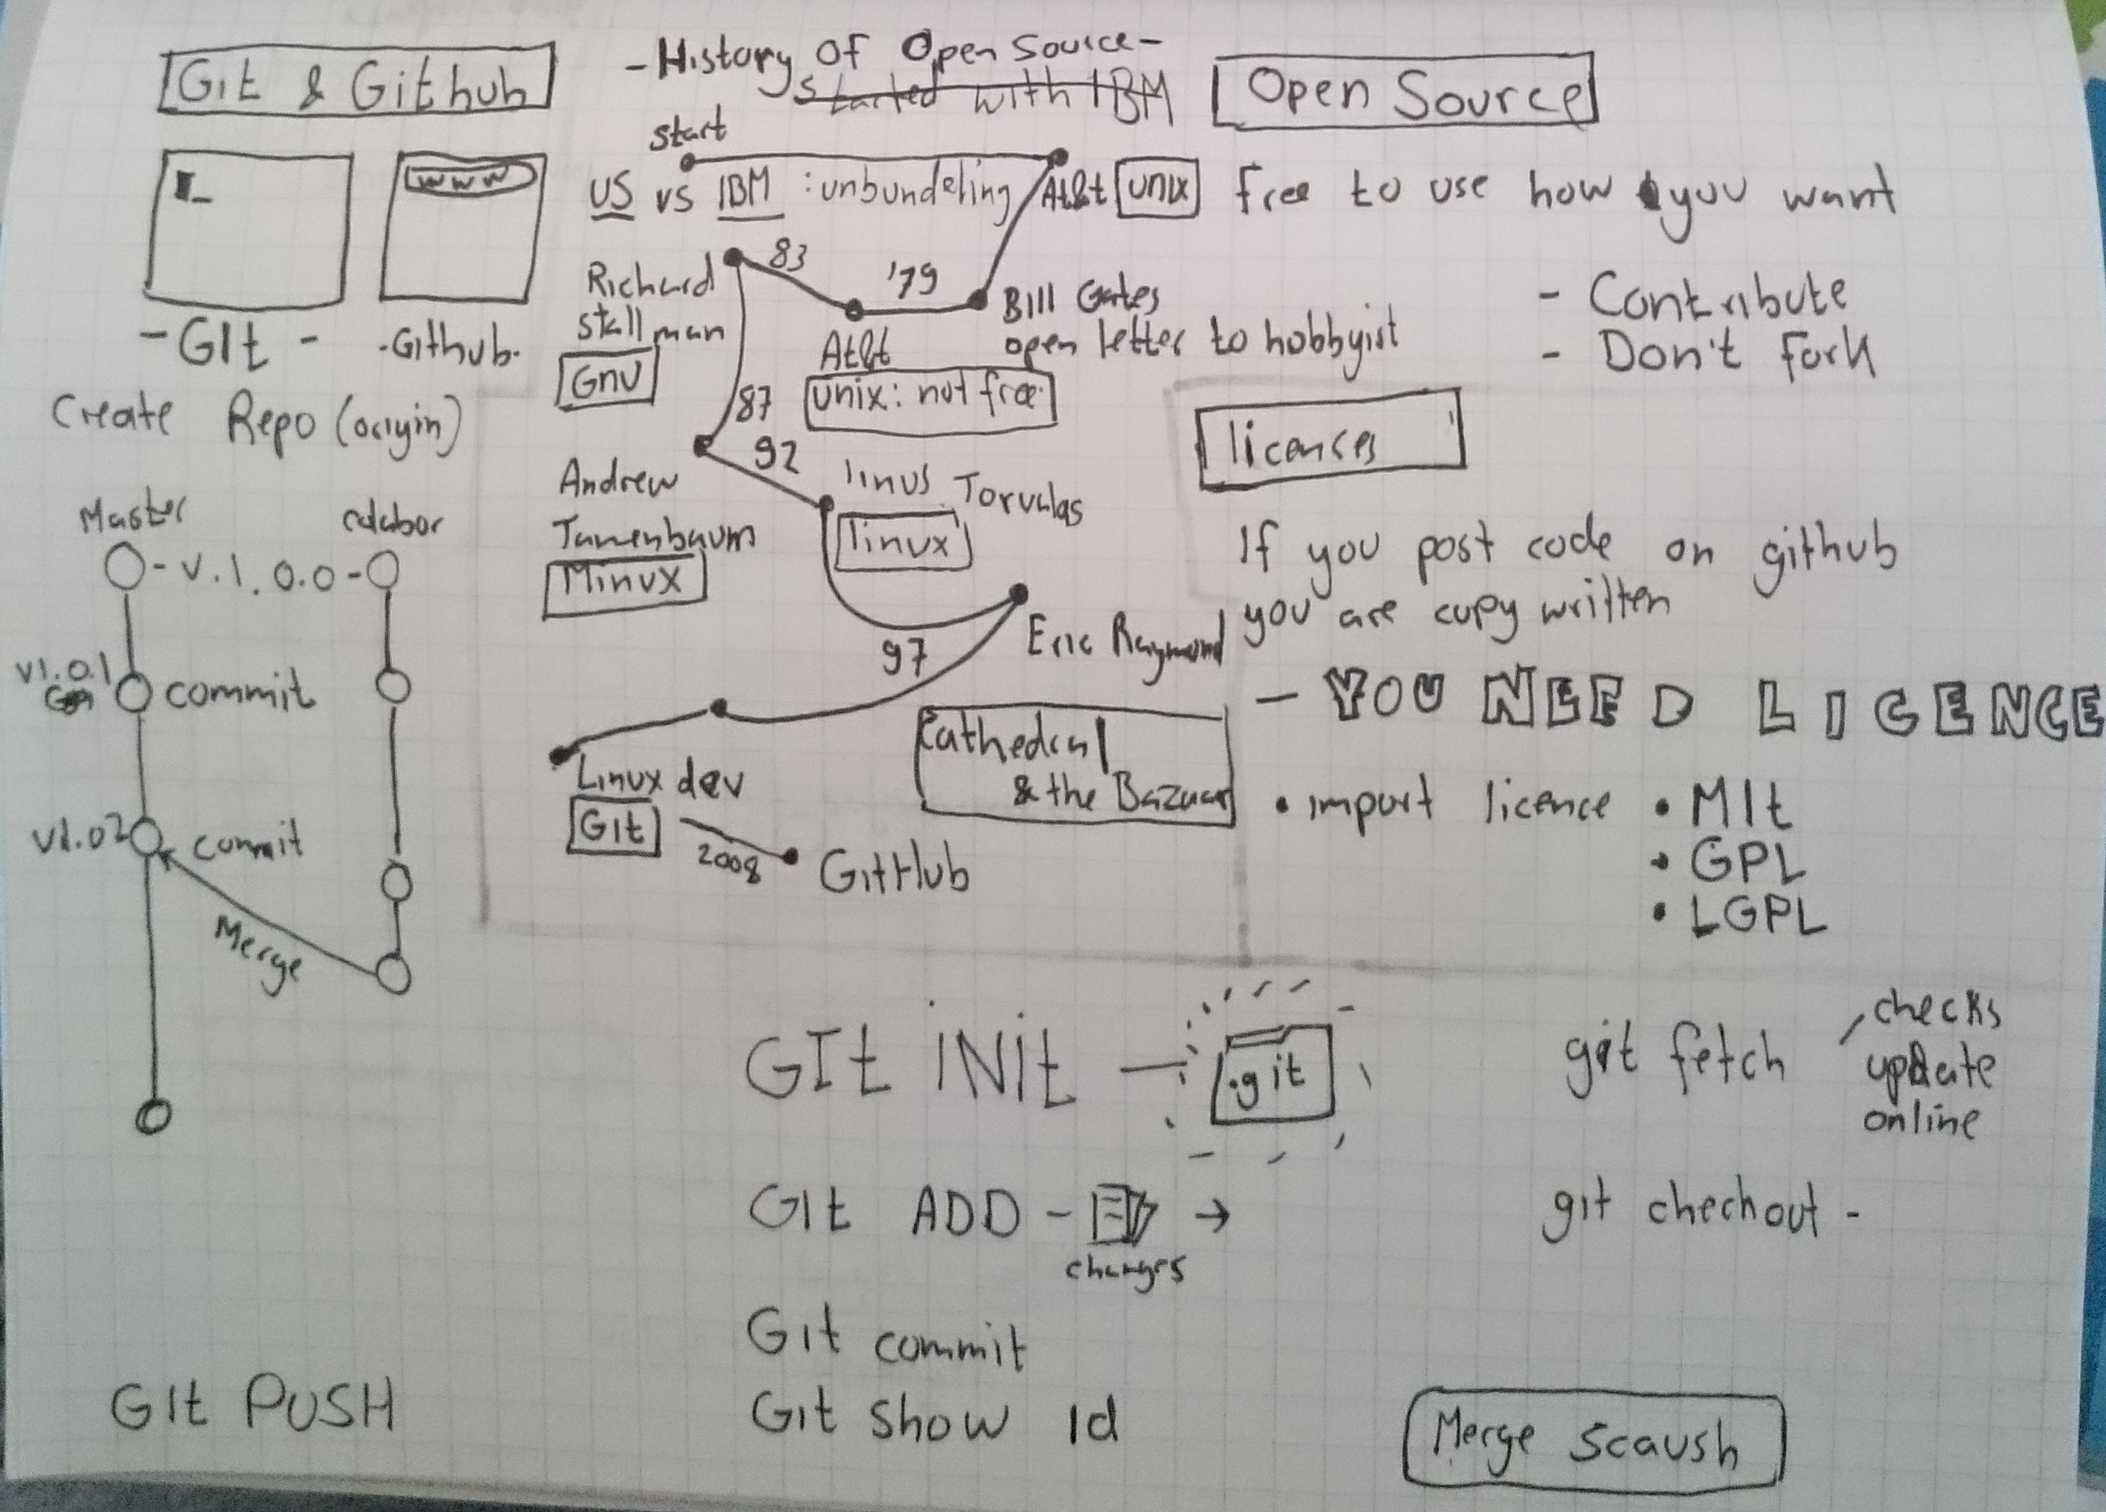 Git & Github
- History of Open Source -
Started with IBM
Open Source
www
- GIt -
- Github -
Create Repo (origin)
Master
- v.1.0.0 -
v1.0.1
commit
v1.02
commit
Merge
GIt PUSH
start
US vs IBM : unbundeling
At&t unix
83
'79
Bill Gates
open letter to hobbyist
Richard
stallman
Gnu
At&t
unix: not free
87
92
Andrew
Tanenbaum
Minux
linus Torvalds
linux
97
Eric Raymond
Cathedral
& the Bazaar
Linux dev
Git
2008
GitHub
free to use how you want
- Contribute
- Don't Fork
licences
If you post code on github
you are copy written
- YOU NEED LICENCE
• import licence • MIt
• GPL
• LGPL
GIt iNit — .git
GIt ADD - →
changes
Git commit
Git show id
git fetch
checks
update
online
git chechout -
Merge scaush